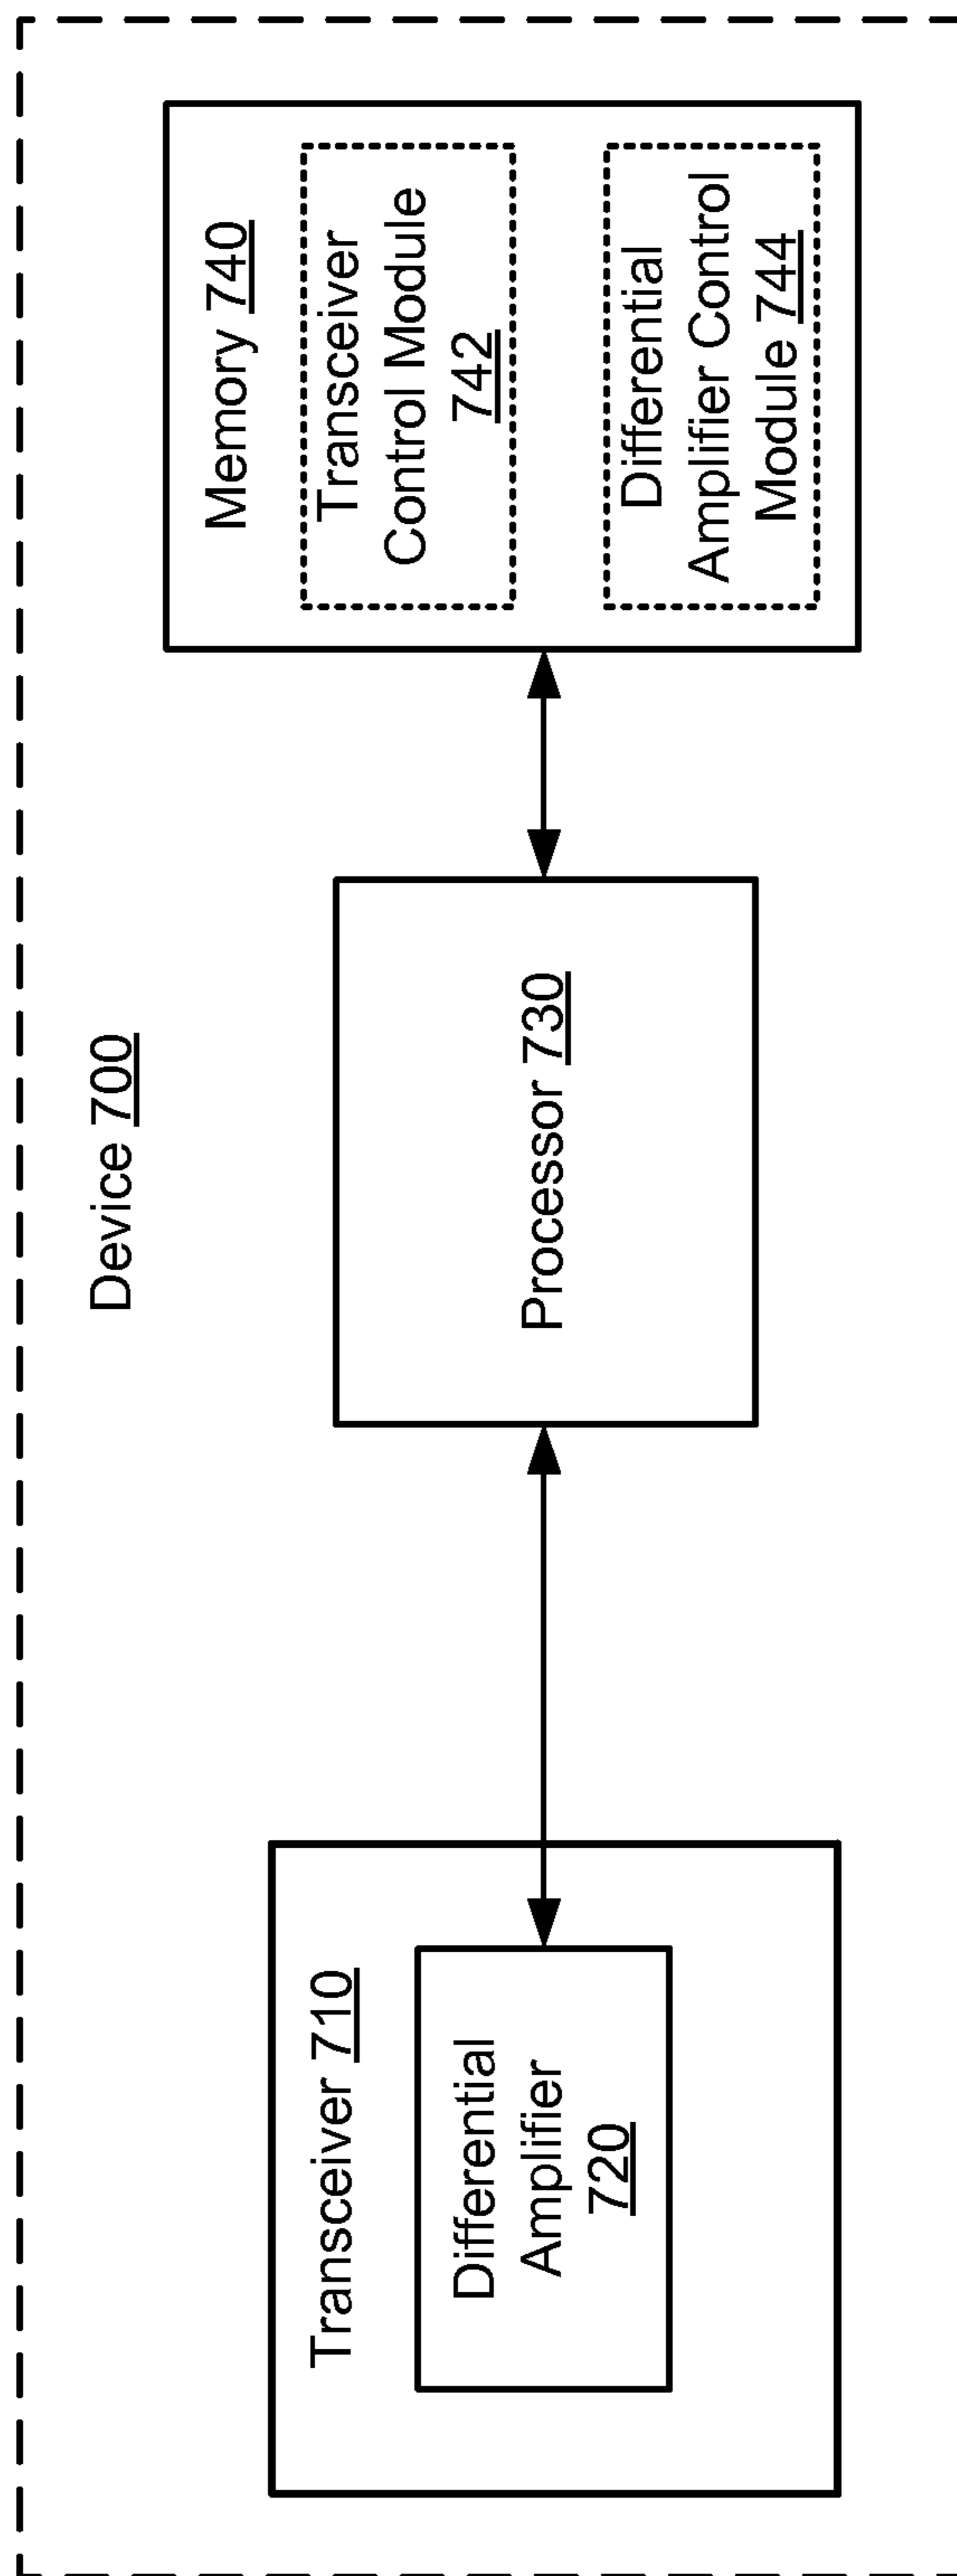 Device 700
Transceiver 710
Differential
Amplifier
720
Processor 730
Memory 740
Transceiver
Control Module
742
Differential
Amplifier Control
Module 744